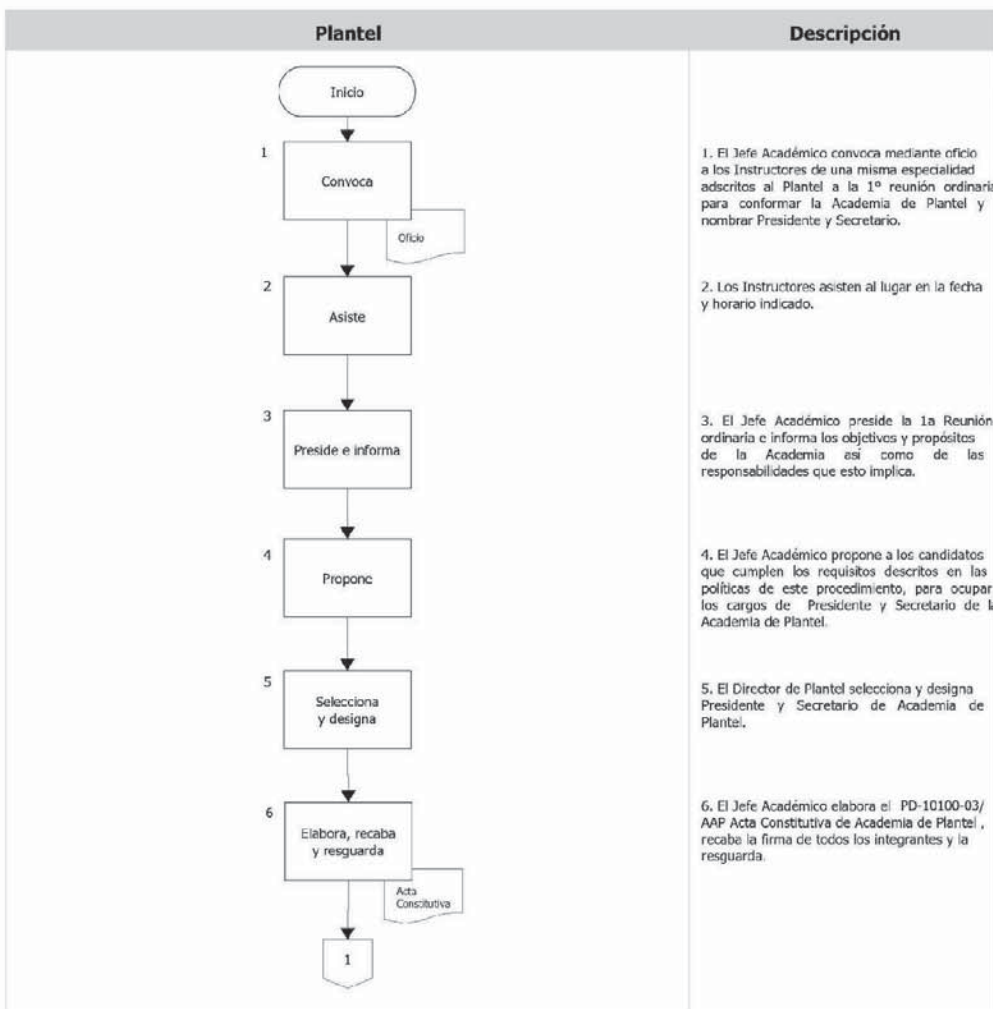 Plantel
Descripción
Inicio
1
Convoca
Oficio
1. El Jefe Académico convoca mediante oficio
a los Instructores de una misma especialidad
adscritos al Plantel a la 1º reunión ordinaria
para conformar la Academia de Plantel y
nombrar Presidente y Secretario.
2
Asiste
2. Los Instructores asisten al lugar en la fecha
y horario indicado.
3
Preside e informa
3. El Jefe Académico preside la 1a Reunión
ordinaria e informa los objetivos y propósitos
de la Academia así como de las
responsabilidades que esto implica.
4
Propone
4. El Jefe Académico propone a los candidatos
que cumplen los requisitos descritos en las
políticas de este procedimiento, para ocupar
los cargos de Presidente y Secretario de la
Academia de Plantel.
5
Selecciona
y designa
5. El Director de Plantel selecciona y designa
Presidente y Secretario de Academia de
Plantel.
6
Elabora, recaba
y resguarda
Acta
Constitutiva
6. El Jefe Académico elabora el PD-10100-03/
AAP Acta Constitutiva de Academia de Plantel ,
recaba la firma de todos los integrantes y la
resguarda.
1